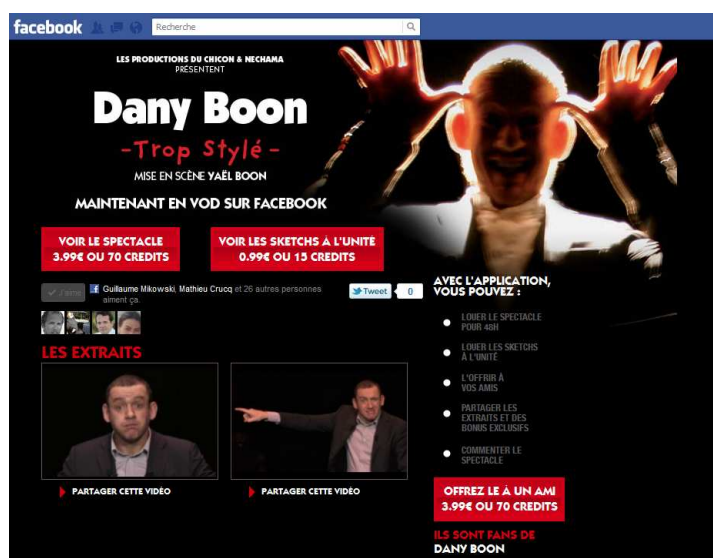 facebook
Recherche
LES PRODUCTIONS DU CHICON & NECHAMA
PRÉSENTENT
Dany Boon
-Trop Stylé-
MISE EN SCÈNE YAËL BOON
MAINTENANT EN VOD SUR FACEBOOK
VOIR LE SPECTACLE
3.99€ OU 70 CREDITS
VOIR LES SKETCHS À L'UNITÉ
0.99€ OU 15 CREDITS
J'aime
Guillaume Mikowski, Mathieu Crucq et 26 autres personnes
aiment ça.
Tweet
0
LES EXTRAITS
PARTAGER CETTE VIDÉO
PARTAGER CETTE VIDÉO
AVEC L'APPLICATION,
VOUS POUVEZ :
LOUER LE SPECTACLE
POUR 48H
LOUER LES SKETCHS
À L'UNITÉ
L'OFFRIR À
VOS AMIS
PARTAGER LES
EXTRAITS ET DES
BONUS EXCLUSIFS
COMMENTER LE
SPECTACLE
OFFREZ LE À UN AMI
3.99€ OU 70 CREDITS
ILS SONT FANS DE
DANY BOON